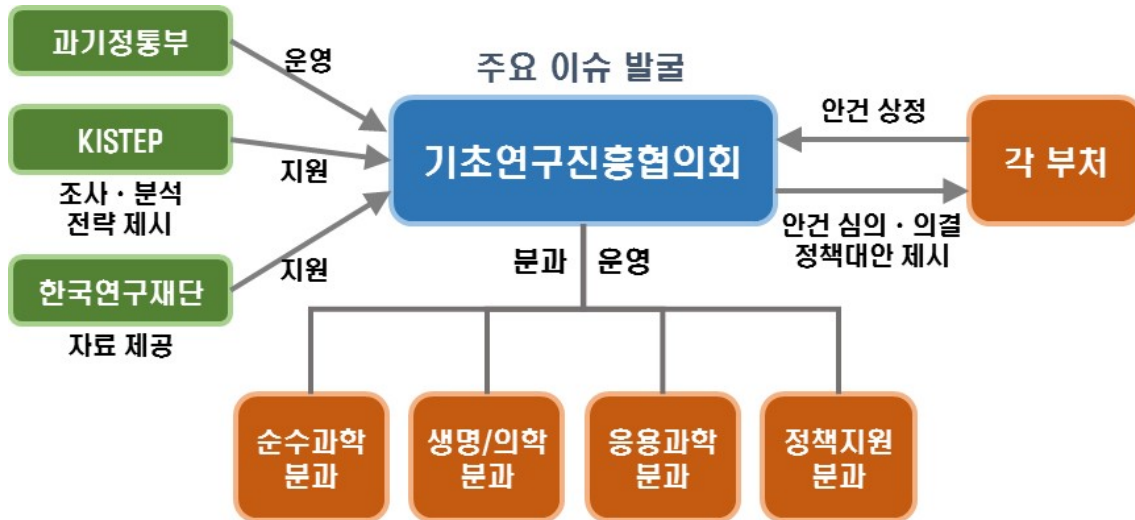 과기정통부
운영
주요 이슈 발굴
KISTEP
조사 · 분석
전략 제시
지원
기초연구진흥협의회
안건 상정
각 부처
안건 심의 · 의결
정책대안 제시
한국연구재단
자료 제공
지원
분과 운영
순수과학
분과
생명/의학
분과
응용과학
분과
정책지원
분과